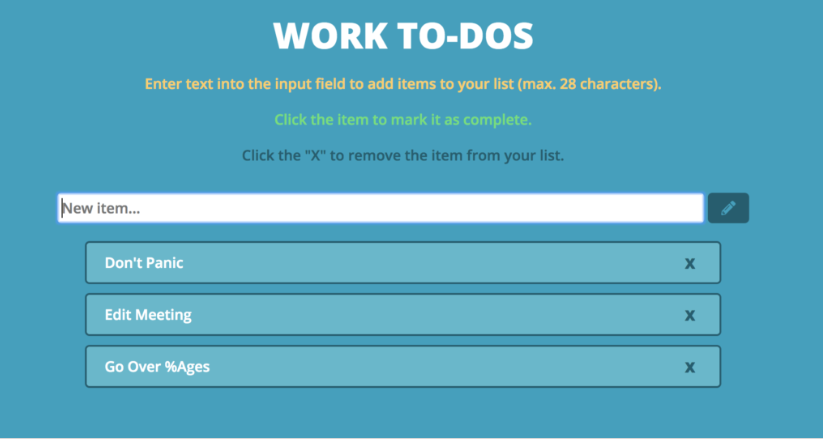 WORK TO-DOS
Enter text into the input field to add items to your list (max. 28 characters).
Click the item to mark it as complete.
Click the "X" to remove the item from your list.
New item...
Don't Panic X
Edit Meeting X
Go Over %Ages X